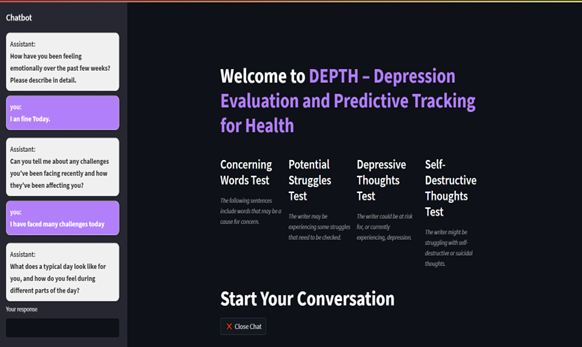 Chatbot
Assistant:
How have you been feeling
emotionally over the past few weeks?
Please describe in detail.
you:
I an fine Today.
Assistant:
Can you tell me about any challenges
you've been facing recently and how
they've been affecting you?
you:
I have faced many challenges today
Assistant:
What does a typical day look like for
you, and how do you feel during
different parts of the day?
Your response
Welcome to DEPTH – Depression
Evaluation and Predictive Tracking
for Health
Concerning
Words Test
The following sentences
include words that may be a
cause for concern.
Potential
Struggles
Test
The writer may be
experiencing some struggles
that need to be checked.
Depressive
Thoughts
Test
The writer could be at risk
for, or currently
experiencing, depression.
Self-
Destructive
Thoughts
Test
The writer might be
struggling with self-
destructive or suicidal
thoughts.
Start Your Conversation
❌ Close Chat